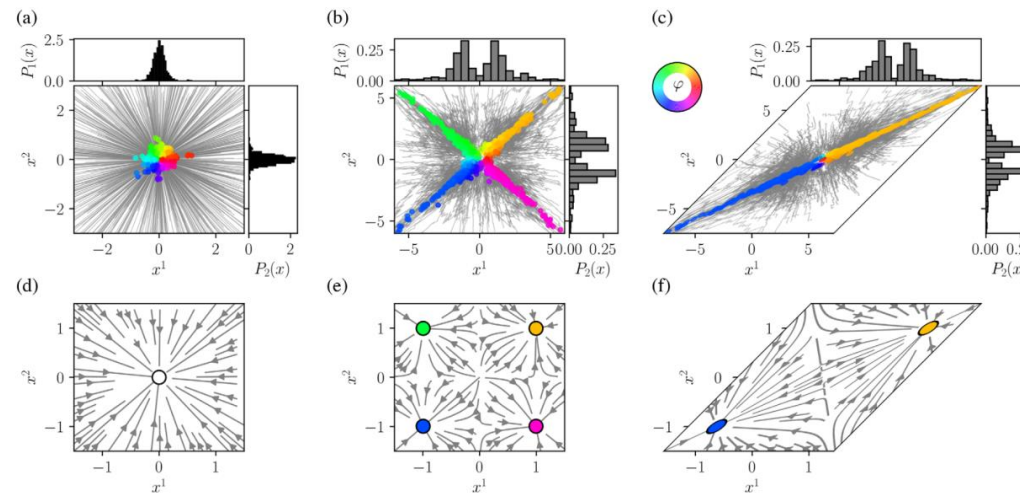 (a)
(b)
(c)
2.5
0.0
P₁(x)
0.25
0.00
P₁(x)
0.25
0.00
P₁(x)
φ
2
0
−2
x²
−2 0 2
x¹
0 2
P₂(x)
5
0
−5
x²
−5 0 5
x¹
0.00 0.25
P₂(x)
5
0
−5
x²
−5 0 5
x¹
0.00 0.25
P₂(x)
(d)
(e)
(f)
1
0
−1
x²
−1 0 1
x¹
1
0
−1
x²
−1 0 1
x¹
1
0
−1
x²
−1 0 1
x¹